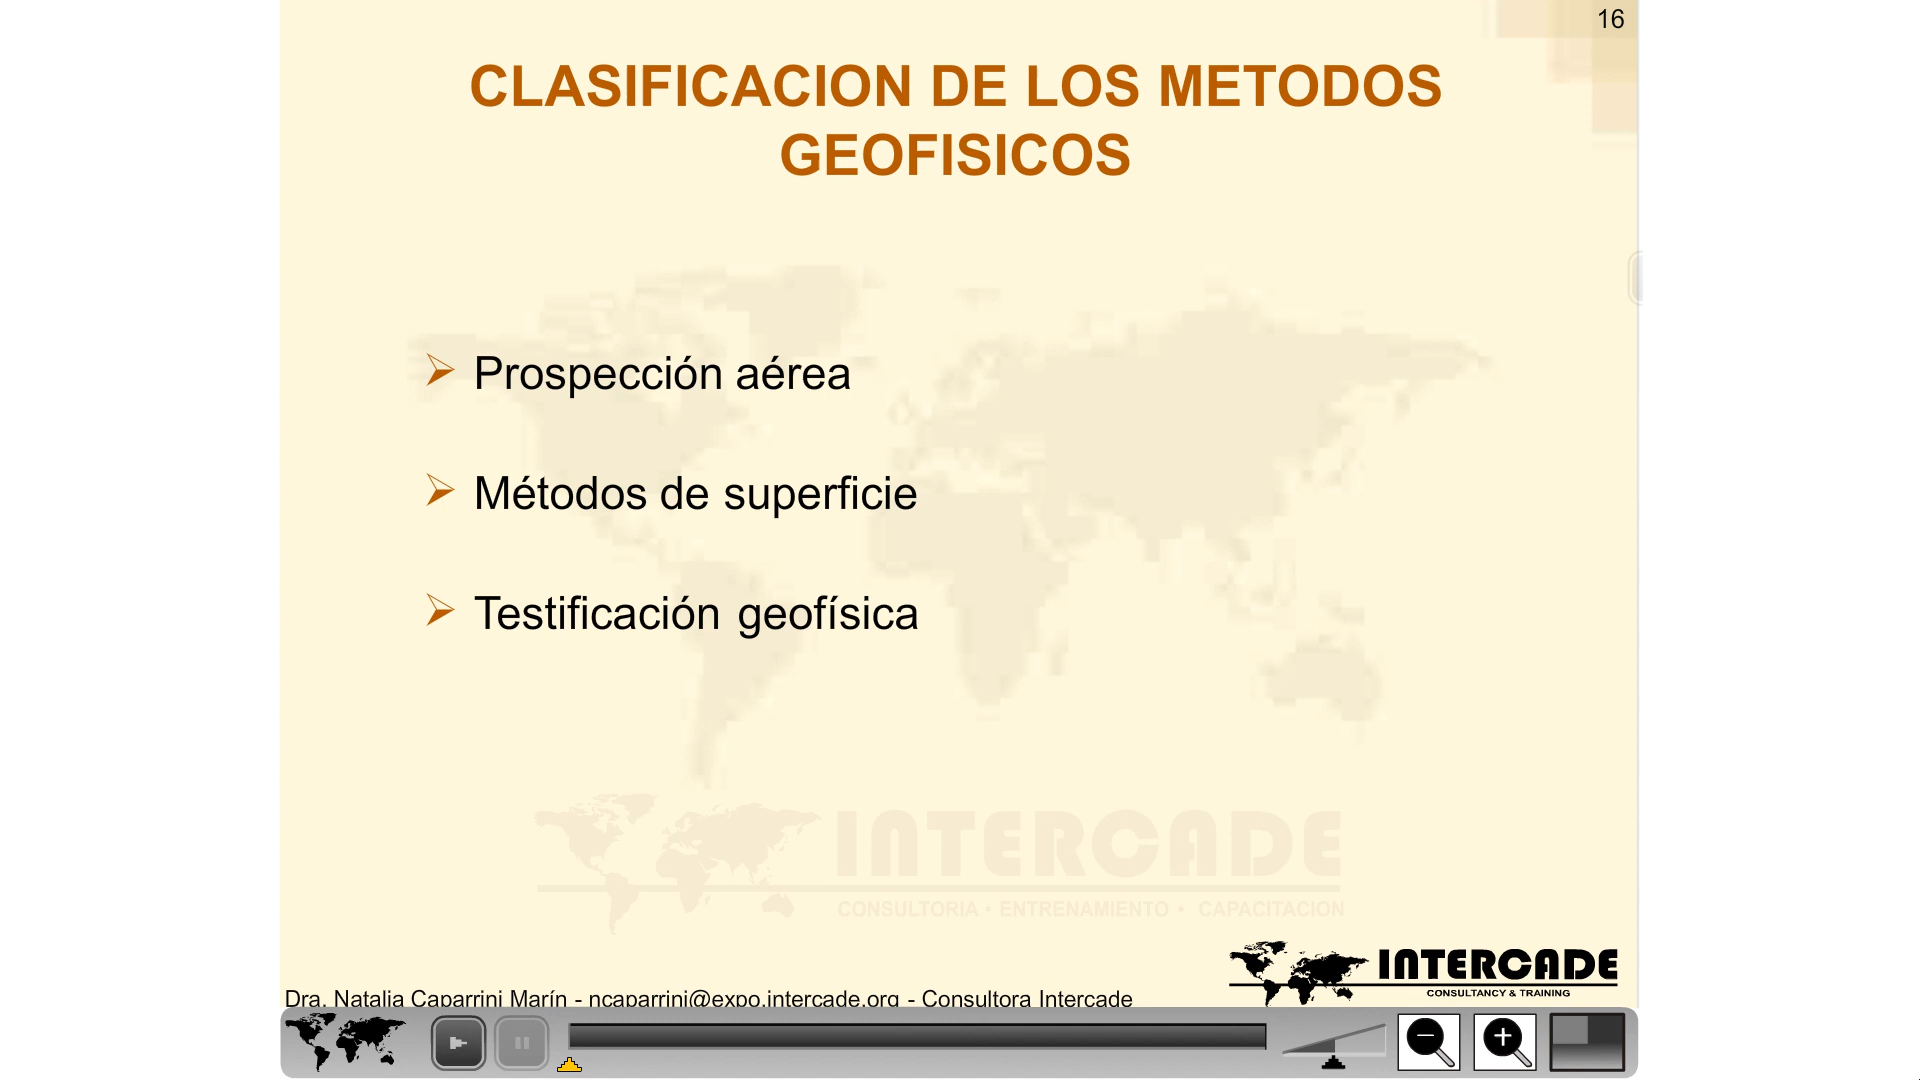 16
CLASIFICACION DE LOS METODOS
GEOFISICOS
Prospección aérea
Métodos de superficie
Testificación geofísica
INTERCADE
CONSULTORIA • ENTRENAMIENTO • CAPACITACION
INTERCADE
CONSULTANCY & TRAINING
Dra. Natalia Caparrini Marín - ncaparrini@expo.intercade.org - Consultora Intercade